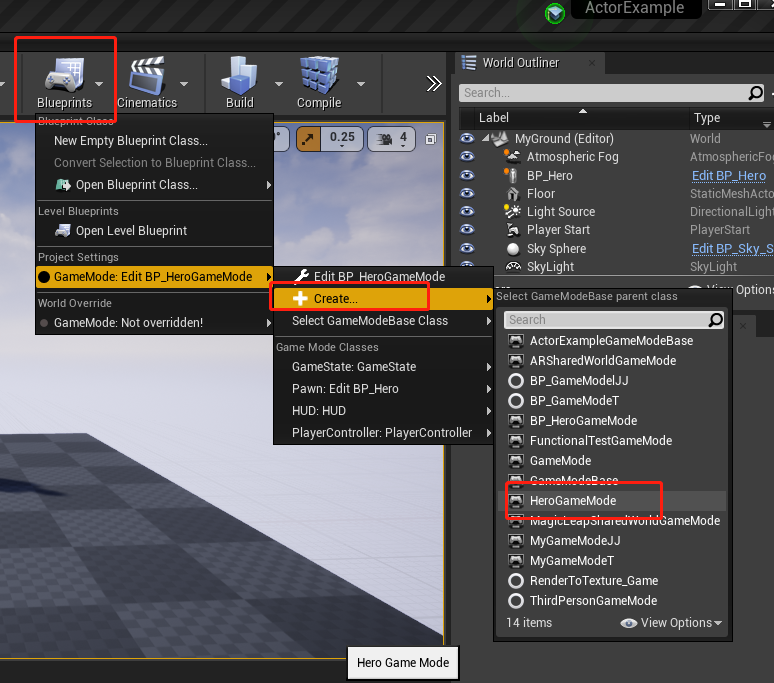 ActorExample
Blueprints
Cinematics
Build
Compile
World Outliner
Search...
Label
Type
MyGround (Editor)
World
Atmospheric Fog
AtmosphericFo
BP_Hero
Edit BP_Hero
Floor
StaticMeshActo
Light Source
DirectionalLigh
Player Start
PlayerStart
Sky Sphere
Edit BP_Sky_S
SkyLight
SkyLight
View Options
0.25
4
Blueprint Class
New Empty Blueprint Class...
Convert Selection to Blueprint Class...
Open Blueprint Class...
Level Blueprints
Open Level Blueprint
Project Settings
GameMode: Edit BP_HeroGameMode
World Override
GameMode: Not overridden!
Edit BP_HeroGameMode
Create...
Select GameModeBase Class
Game Mode Classes
GameState: GameState
Pawn: Edit BP_Hero
HUD: HUD
PlayerController: PlayerController
Select GameModeBase parent class
Search
ActorExampleGameModeBase
ARSharedWorldGameMode
BP_GameModelJJ
BP_GameModeT
BP_HeroGameMode
FunctionalTestGameMode
GameMode
GameModeBase
HeroGameMode
MagicLeapSharedWorldGameMode
MyGameModeJJ
MyGameModeT
RenderToTexture_Game
ThirdPersonGameMode
14 items
View Options
Hero Game Mode